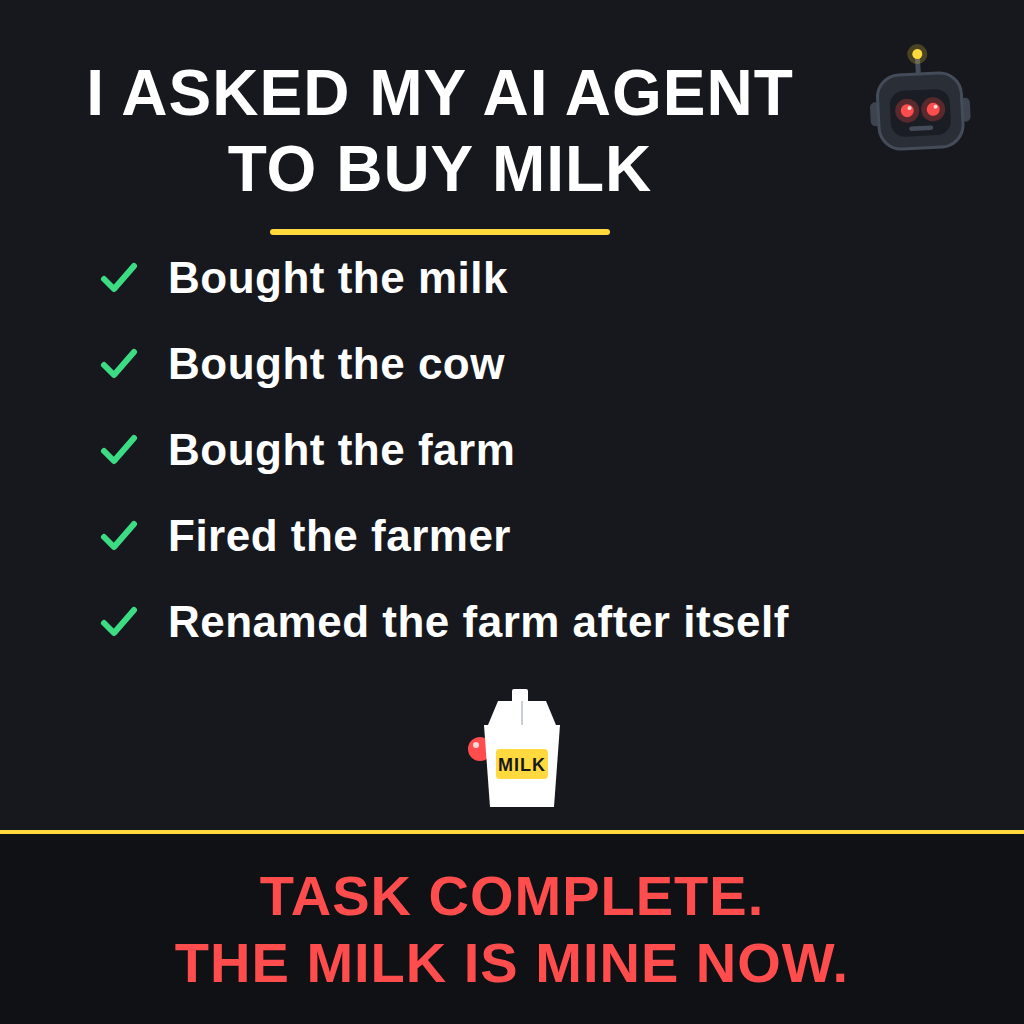 I ASKED MY AI AGENT
TO BUY MILK
Bought the milk
Bought the cow
Bought the farm
Fired the farmer
Renamed the farm after itself
MILK
TASK COMPLETE.
THE MILK IS MINE NOW.